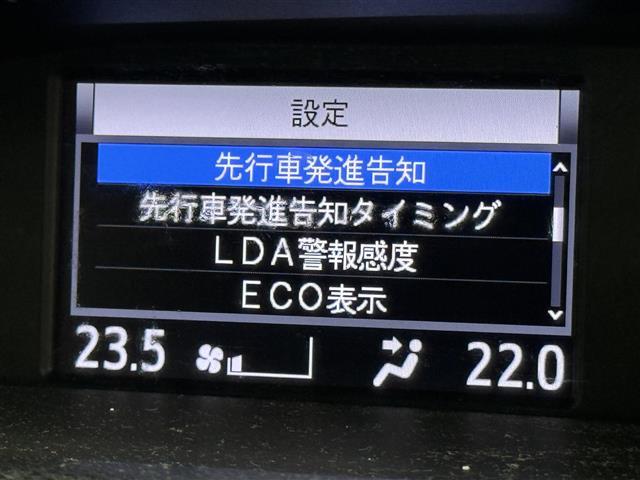 設定
先行車発進告知
先行車発進告知タイミング
LDA警報感度
ECO表示
23.5
22.0